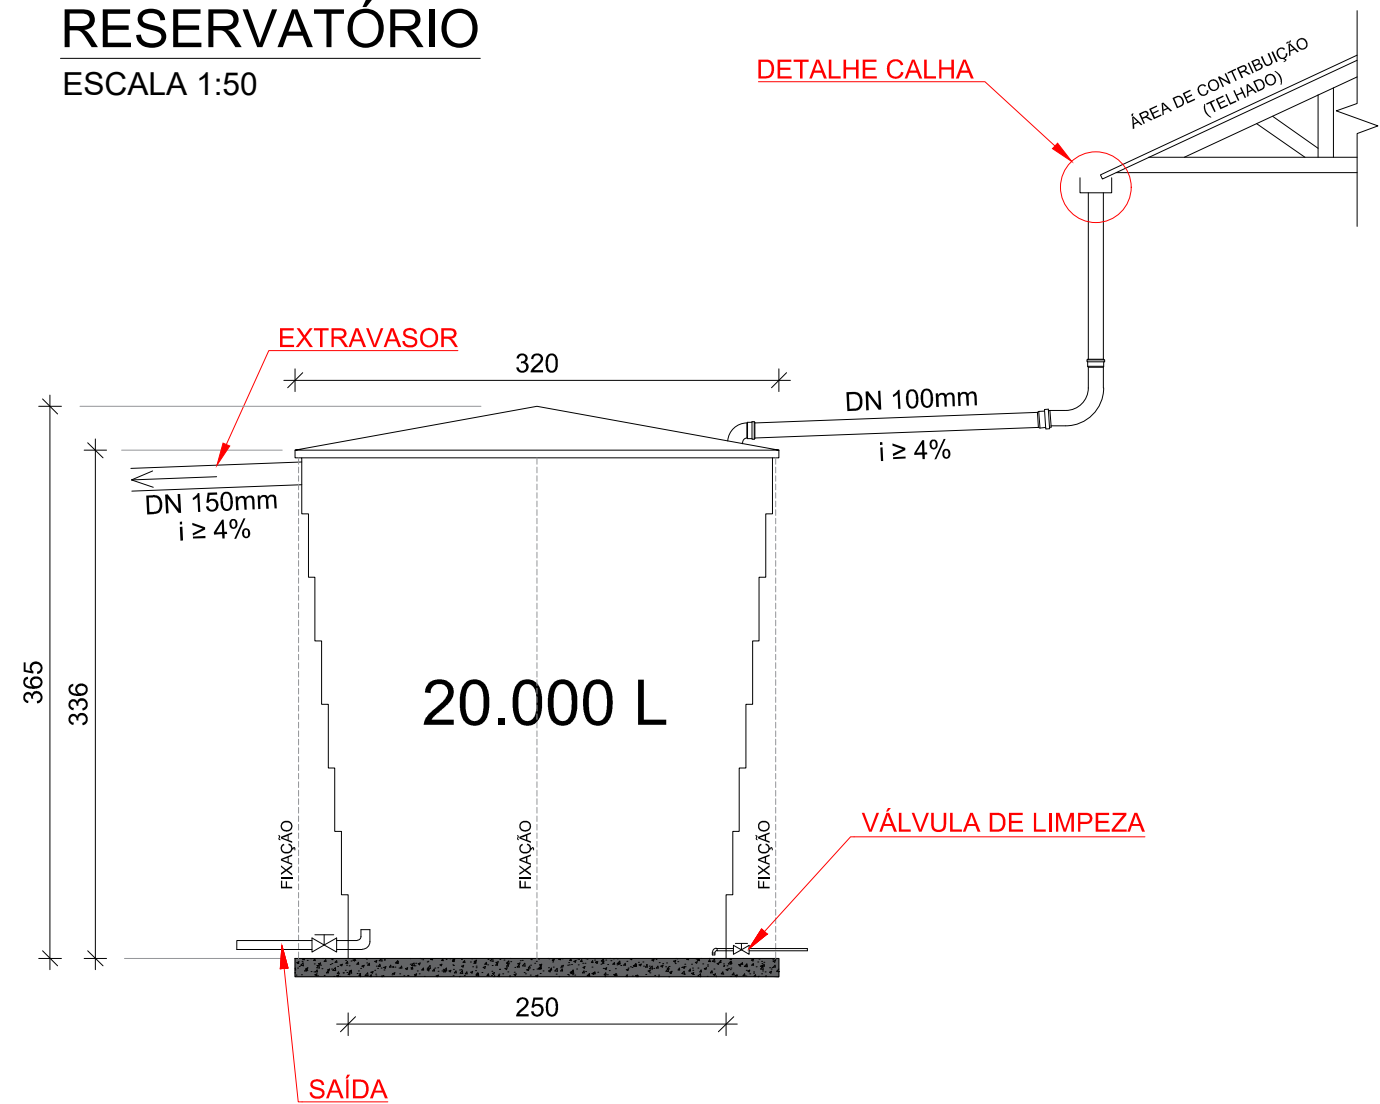 RESERVATÓRIO
ESCALA 1:50
DETALHE CALHA
ÁREA DE CONTRIBUIÇÃO
(TELHADO)
EXTRAVASOR
320
DN 100mm
i ≥ 4%
DN 150mm
i ≥ 4%
365
336
20.000 L
FIXAÇÃO
FIXAÇÃO
FIXAÇÃO
VÁLVULA DE LIMPEZA
250
SAÍDA